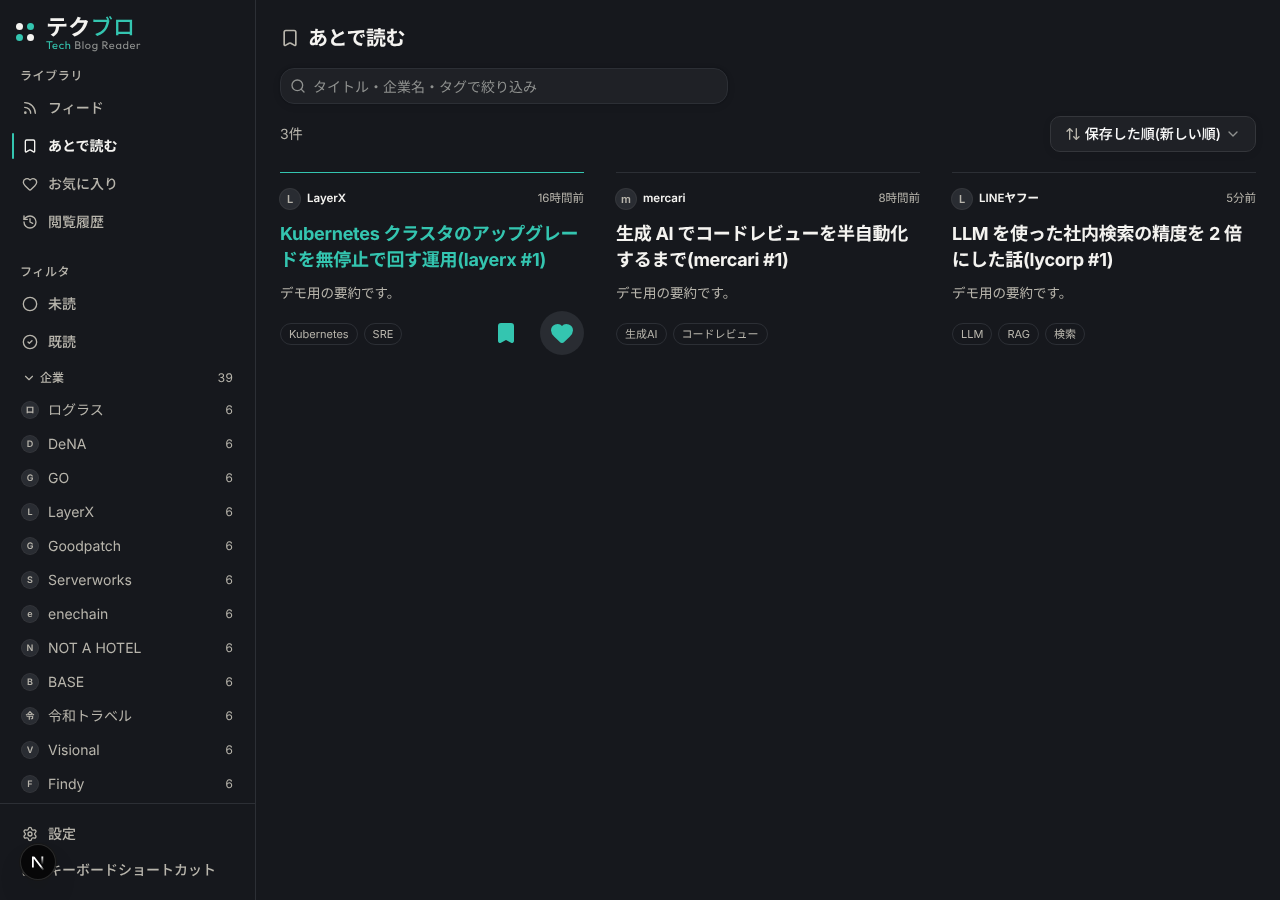 テクブロ
Tech Blog Reader
ライブラリ
フィード
あとで読む
お気に入り
閲覧履歴
フィルタ
未読
既読
企業 39
ロ ログラス 6
D DeNA 6
G GO 6
L LayerX 6
G Goodpatch 6
S Serverworks 6
e enechain 6
N NOT A HOTEL 6
B BASE 6
令 令和トラベル 6
V Visional 6
F Findy 6
設定
N
キーボードショートカット
あとで読む
タイトル・企業名・タグで絞り込み
3件
保存した順(新しい順)
L LayerX 16時間前
Kubernetes クラスタのアップグレー
ドを無停止で回す運用(layerx #1)
デモ用の要約です。
Kubernetes SRE
m mercari 8時間前
生成 AI でコードレビューを半自動化
するまで(mercari #1)
デモ用の要約です。
生成AI コードレビュー
L LINEヤフー 5分前
LLM を使った社内検索の精度を 2 倍
にした話(lycorp #1)
デモ用の要約です。
LLM RAG 検索